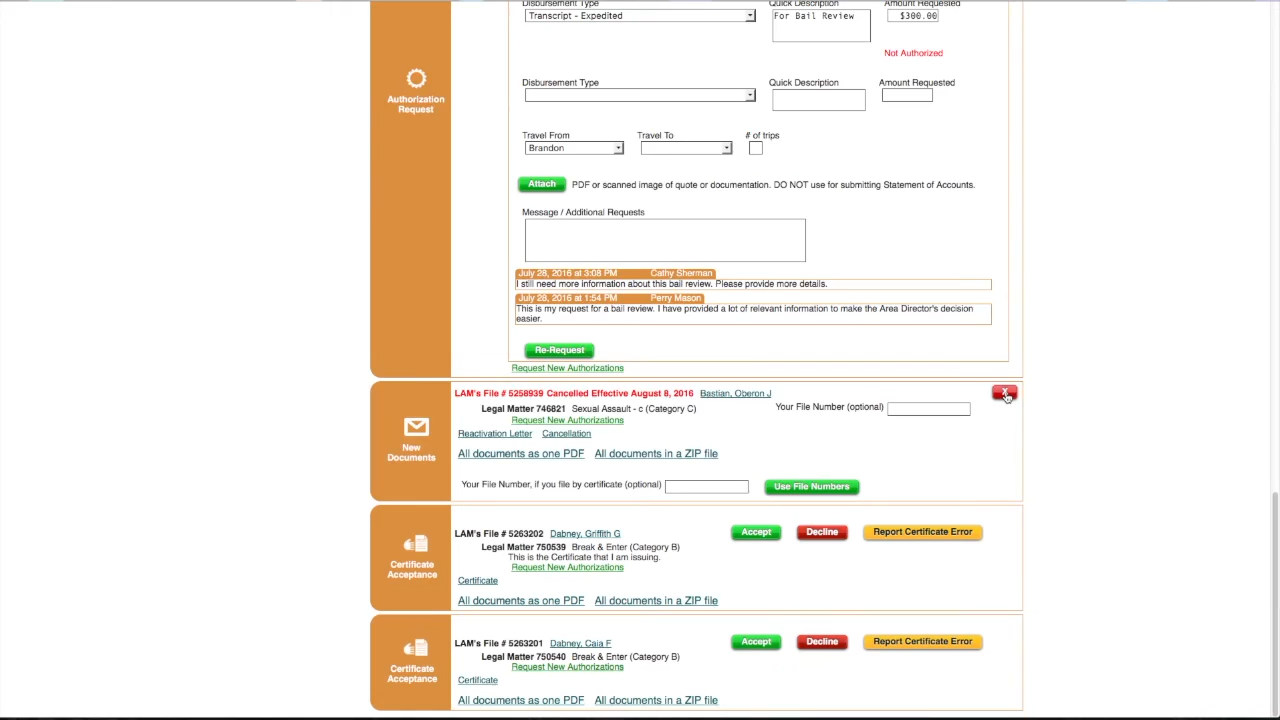 Disbursement Type Quick Description Amount Requested
Transcript - Expedited For Bail Review $300.00
Not Authorized
Disbursement Type Quick Description Amount Requested
Authorization
Request
Travel From Travel To # of trips
Brandon
Attach PDF or scanned image of quote or documentation. DO NOT use for submitting Statement of Accounts.
Message / Additional Requests
July 28, 2016 at 3:08 PM Cathy Sherman
I still need more information about this bail review. Please provide more details.
July 28, 2016 at 1:54 PM Perry Mason
This is my request for a bail review. I have provided a lot of relevant information to make the Area Director's decision
easier.
Re-Request
Request New Authorizations
LAM's File # 5258939 Cancelled Effective August 8, 2016 Bastian, Oberon J X
Legal Matter 746821 Sexual Assault - c (Category C) Your File Number (optional)
Request New Authorizations
Reactivation Letter Cancellation
New
Documents
All documents as one PDF All documents in a ZIP file
Your File Number, if you file by certificate (optional) Use File Numbers
LAM's File # 5263202 Dabney, Griffith G Accept Decline Report Certificate Error
Legal Matter 750539 Break & Enter (Category B)
This is the Certificate that I am issuing.
Request New Authorizations
Certificate
Acceptance
Certificate
All documents as one PDF All documents in a ZIP file
LAM's File # 5263201 Dabney, Caia F Accept Decline Report Certificate Error
Legal Matter 750540 Break & Enter (Category B)
Request New Authorizations
Certificate
Acceptance
Certificate
All documents as one PDF All documents in a ZIP file